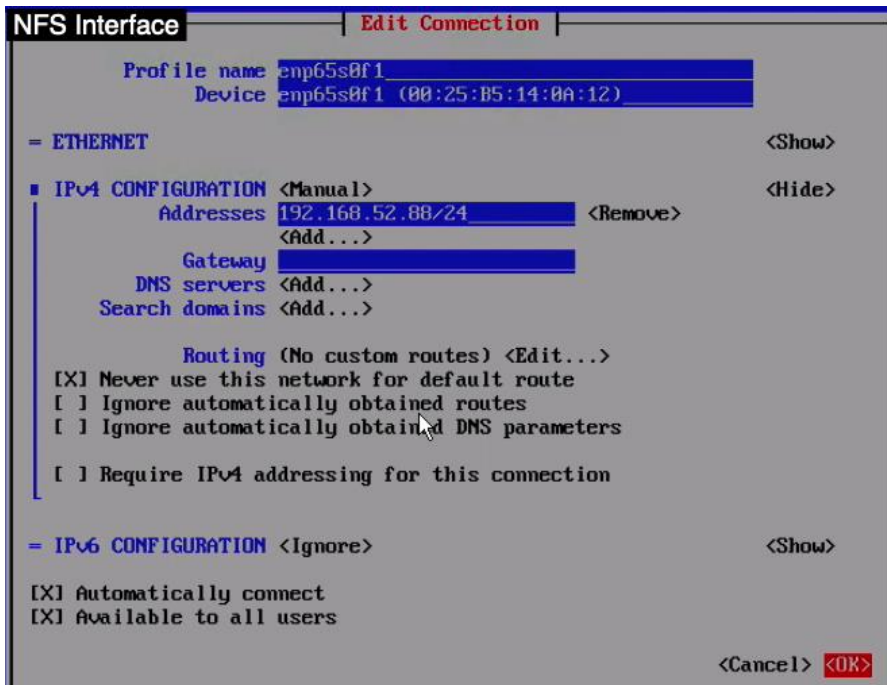 NFS Interface
Edit Connection
Profile name enp65s0f1
Device enp65s0f1 (00:25:B5:14:0A:12)
= ETHERNET <Show>
IPv4 CONFIGURATION <Manual> <Hide>
Addresses 192.168.52.88/24 <Remove>
<Add...>
Gateway
DNS servers <Add...>
Search domains <Add...>
Routing (No custom routes) <Edit...>
[X] Never use this network for default route
[ ] Ignore automatically obtained routes
[ ] Ignore automatically obtained DNS parameters
[ ] Require IPv4 addressing for this connection
= IPv6 CONFIGURATION <Ignore> <Show>
[X] Automatically connect
[X] Available to all users
<Cancel> <OK>